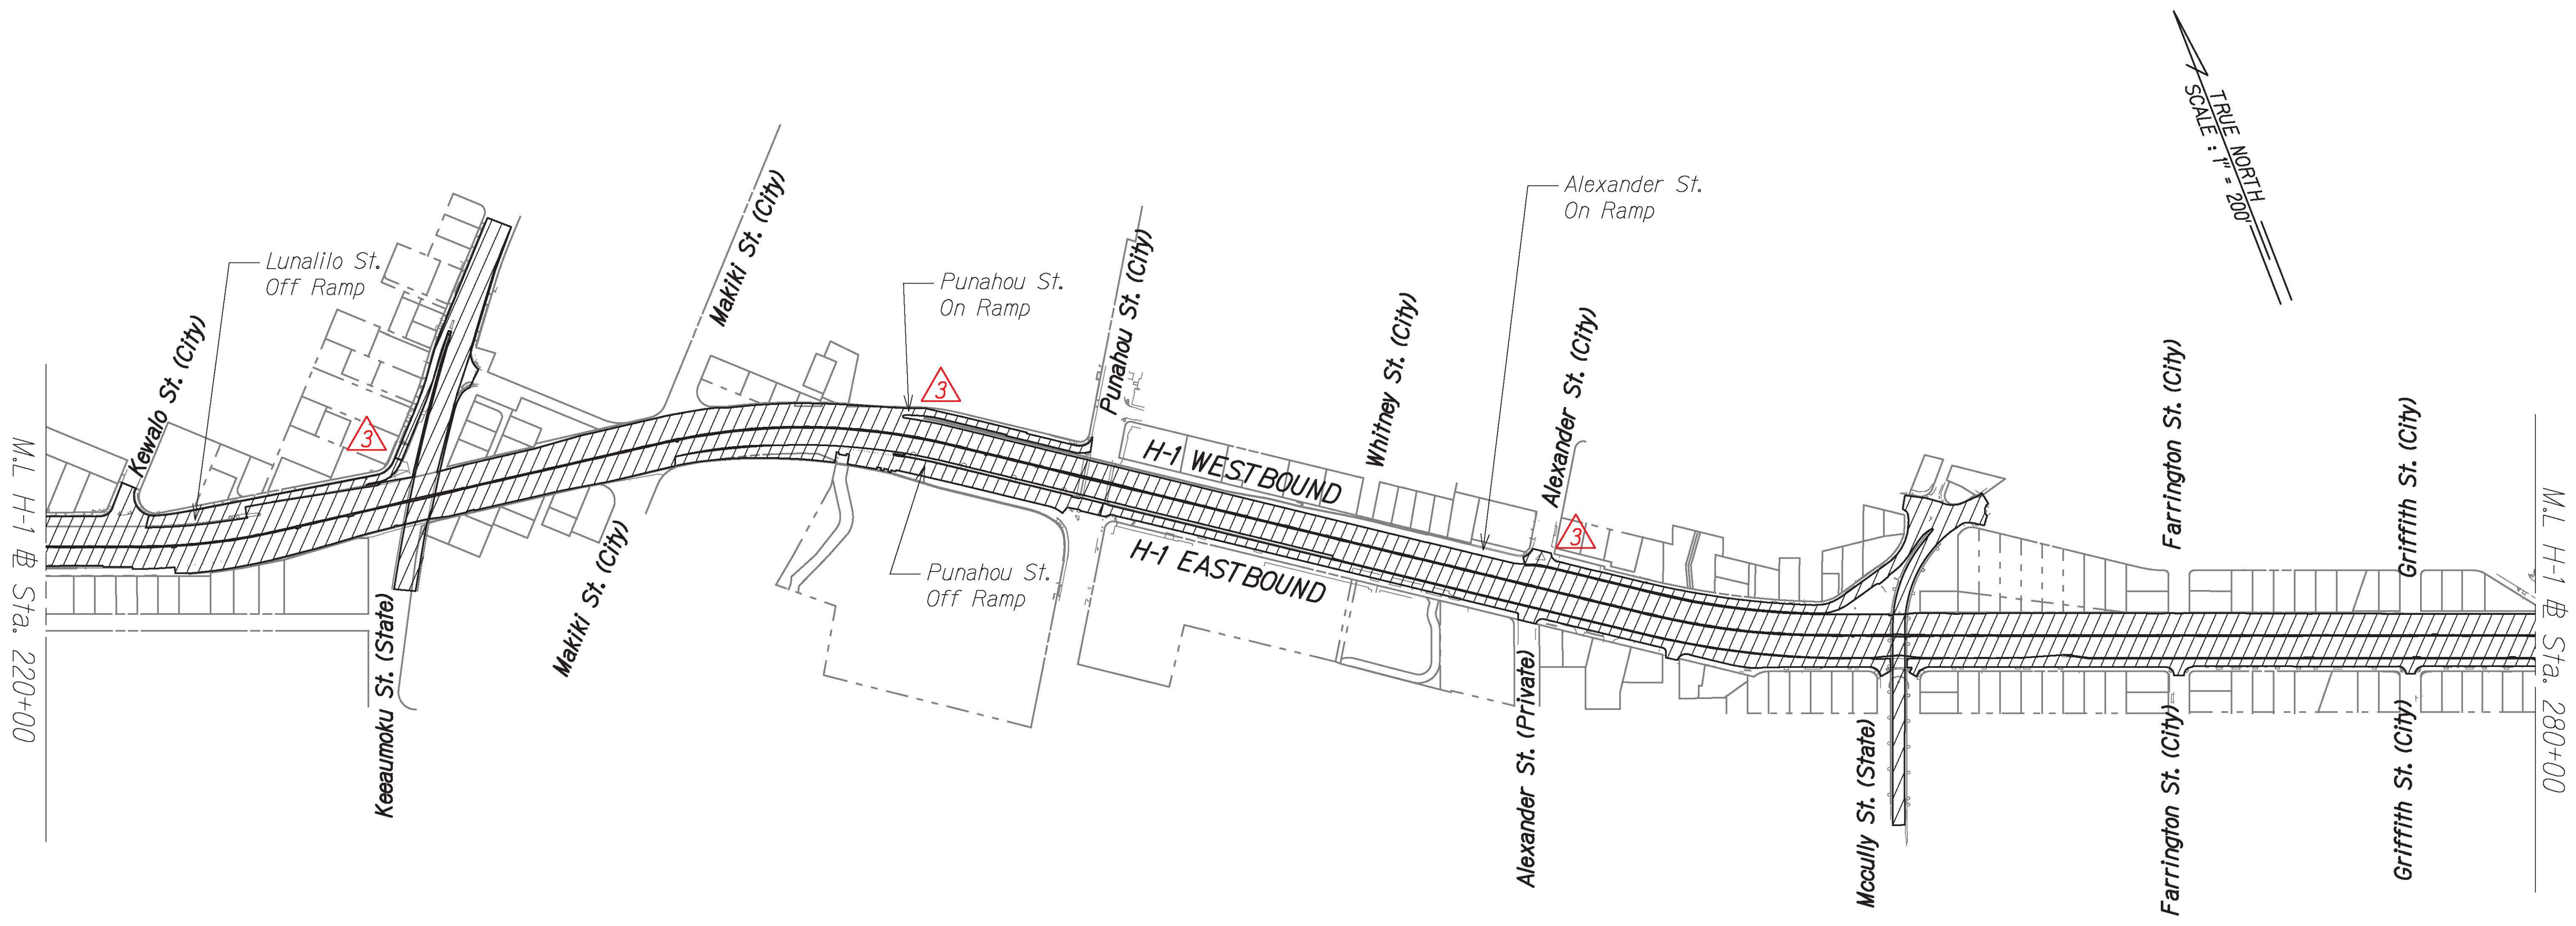 TRUE NORTH
SCALE : 1" = 200'
Alexander St.
On Ramp
Lunalilo St.
Off Ramp
Makiki St. (City)
Punahou St.
On Ramp
Punahou St. (City)
Kewalo St. (City)
Whitney St. (City)
Alexander St. (City)
Farrington St. (City)
Griffith St. (City)
3
3
3
H-1 WESTBOUND
H-1 EASTBOUND
Punahou St.
Off Ramp
M.L H-1 ₠ Sta. 220+00
M.L H-1 ₠ Sta. 280+00
Keeaumoku St. (State)
Makiki St. (City)
Alexander St. (Private)
Mccully St. (State)
Farrington St. (City)
Griffith St. (City)